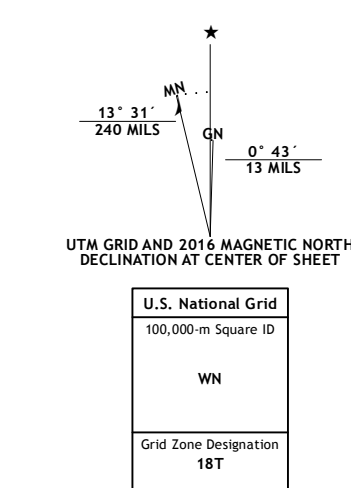 ★
MN
13° 31´
240 MILS
GN
0° 43´
13 MILS
UTM GRID AND 2016 MAGNETIC NORTH
DECLINATION AT CENTER OF SHEET
U.S. National Grid
100,000-m Square ID
WN
Grid Zone Designation
18T